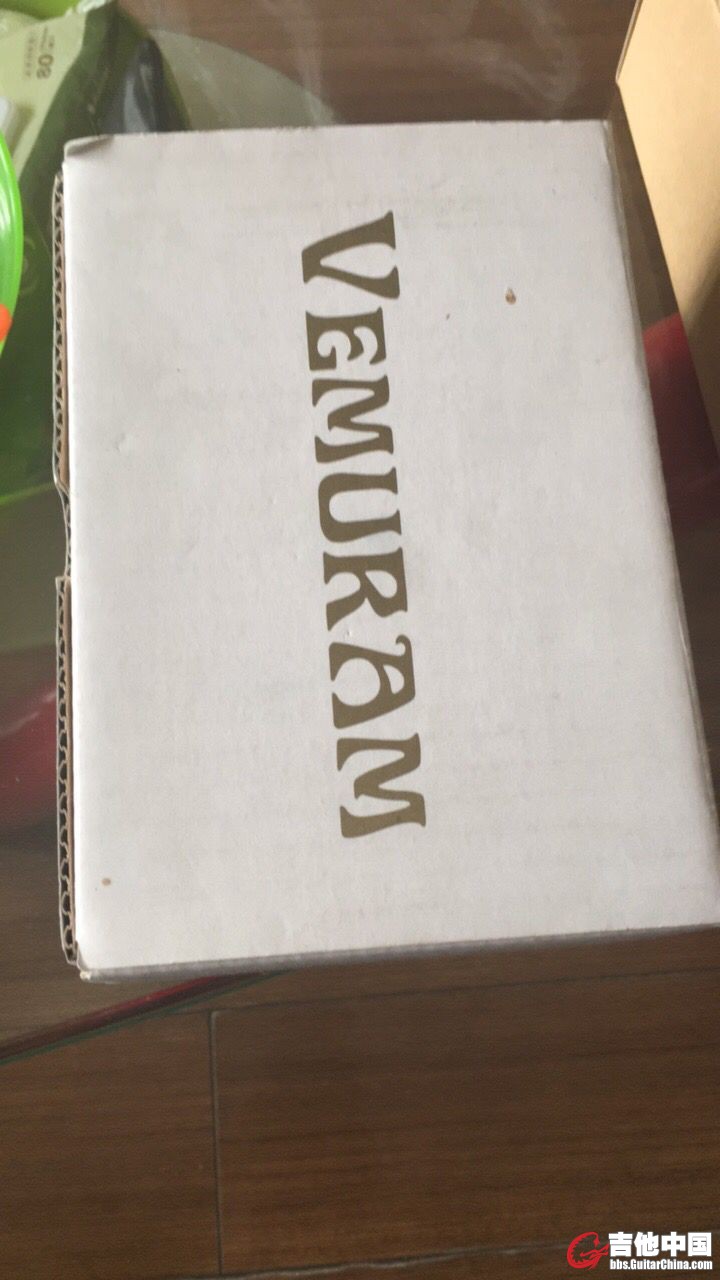 80
VEMURAM
吉他中国
bbs.GuitarChina.com